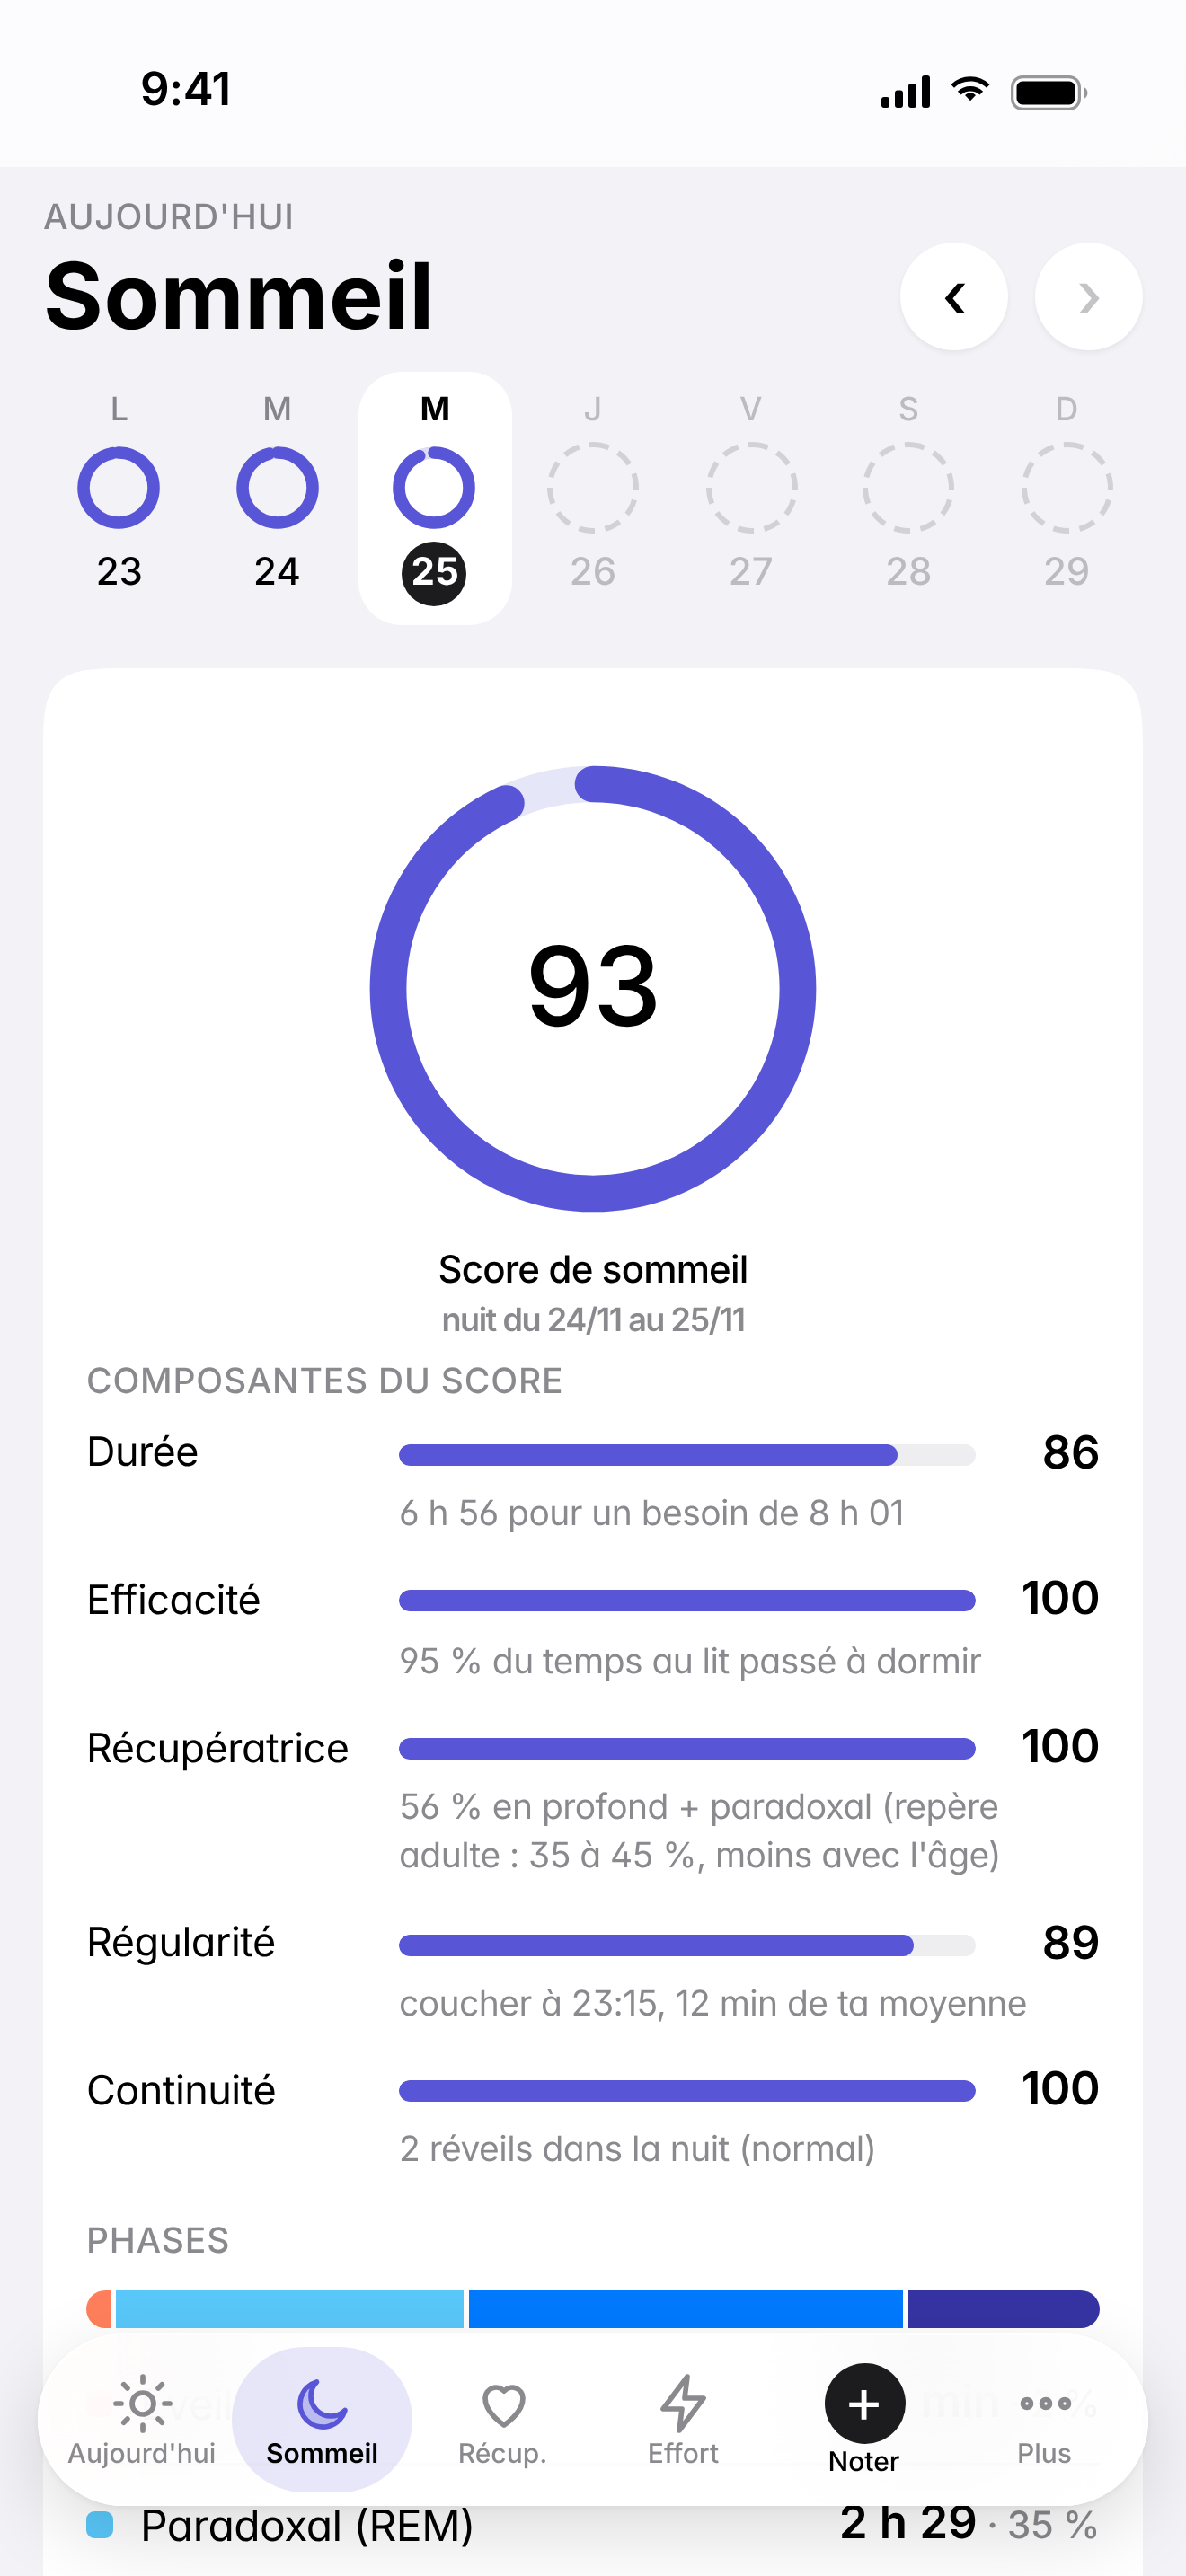 9:41
AUJOURD'HUI
Sommeil
L M M J V S D
23 24 25 26 27 28 29
93
Score de sommeil
nuit du 24/11 au 25/11
COMPOSANTES DU SCORE
Durée 86
6 h 56 pour un besoin de 8 h 01
Efficacité 100
95 % du temps au lit passé à dormir
Récupératrice 100
56 % en profond + paradoxal (repère
adulte : 35 à 45 %, moins avec l'âge)
Régularité 89
coucher à 23:15, 12 min de ta moyenne
Continuité 100
2 réveils dans la nuit (normal)
PHASES
min %
Aujourd'hui Sommeil Récup. Effort Noter Plus
Paradoxal (REM) 2 h 29 · 35 %